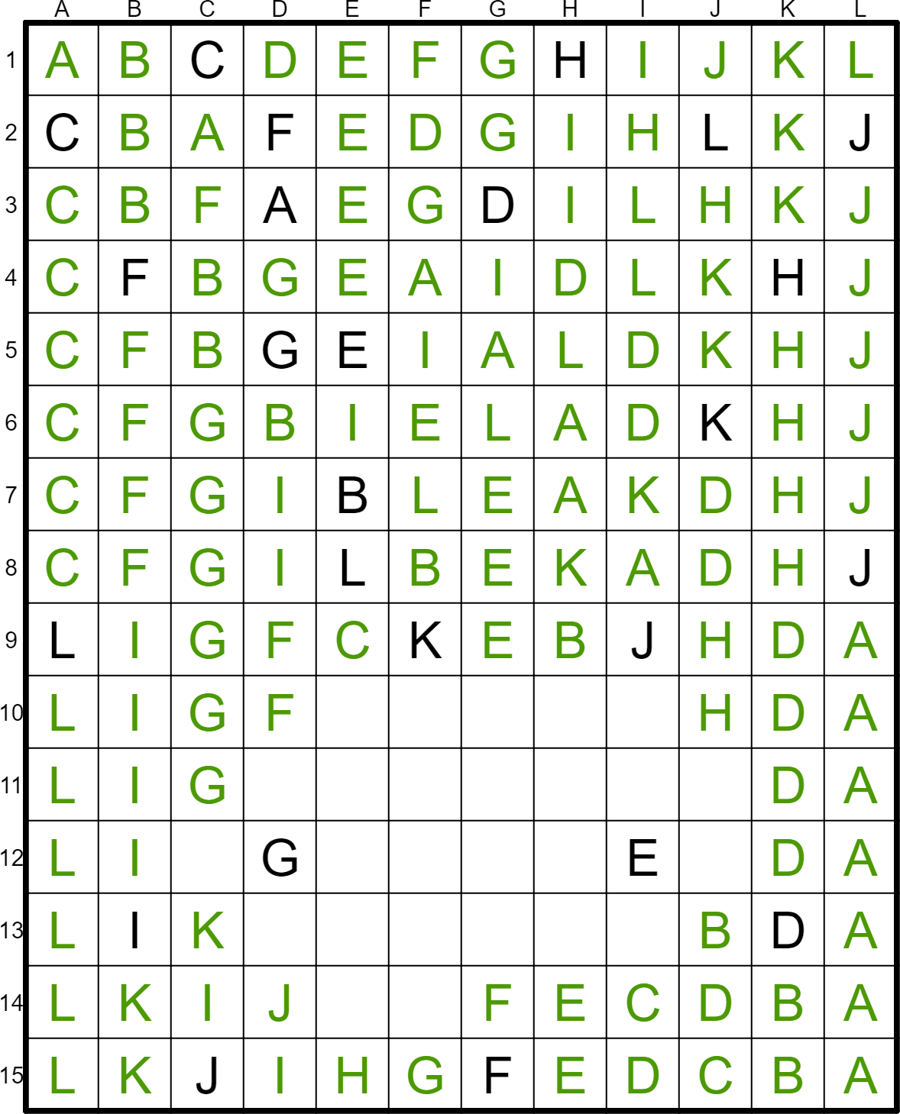 A B C D E F G H I J K L
1 A B C D E F G H I J K L
2 C B A F E D G I H L K J
3 C B F A E G D I L H K J
4 C F B G E A I D L K H J
5 C F B G E I A L D K H J
6 C F G B I E L A D K H J
7 C F G I B L E A K D H J
8 C F G I L B E K A D H J
9 L I G F C K E B J H D A
10 L I G F H D A
11 L I G D A
12 L I G E D A
13 L I K B D A
14 L K I J F E C D B A
15 L K J I H G F E D C B A